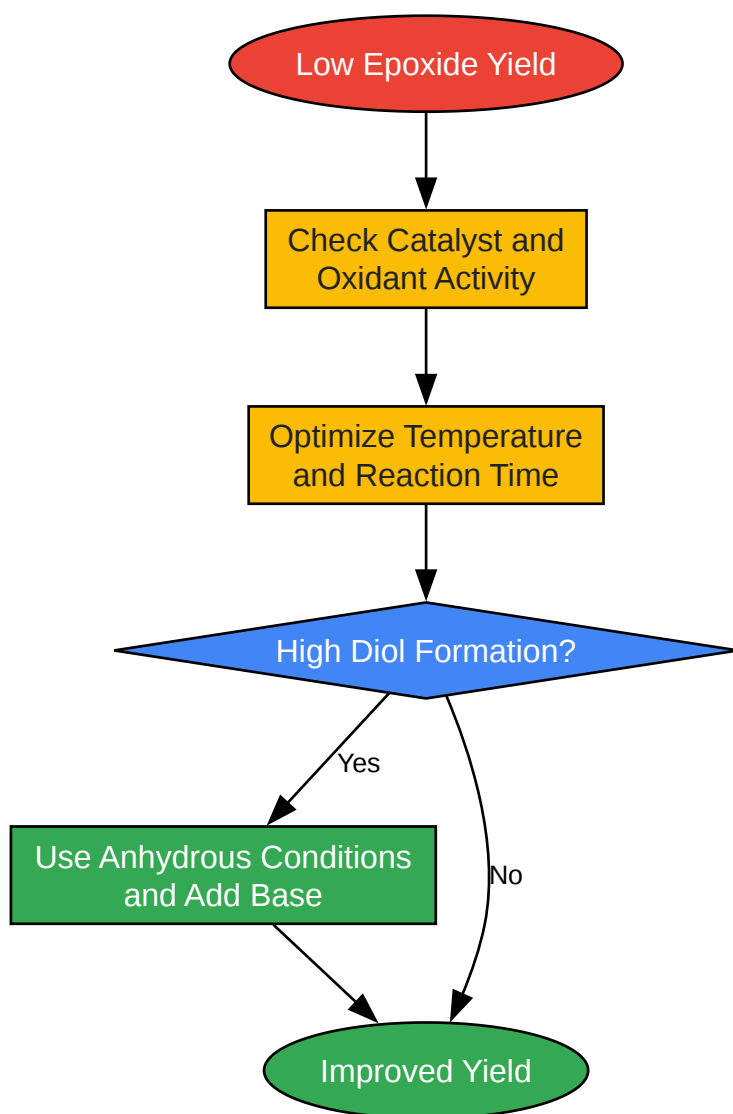 Low Epoxide Yield
Check Catalyst and
Oxidant Activity
Optimize Temperature
and Reaction Time
High Diol Formation?
Yes
Use Anhydrous Conditions
and Add Base
No
Improved Yield